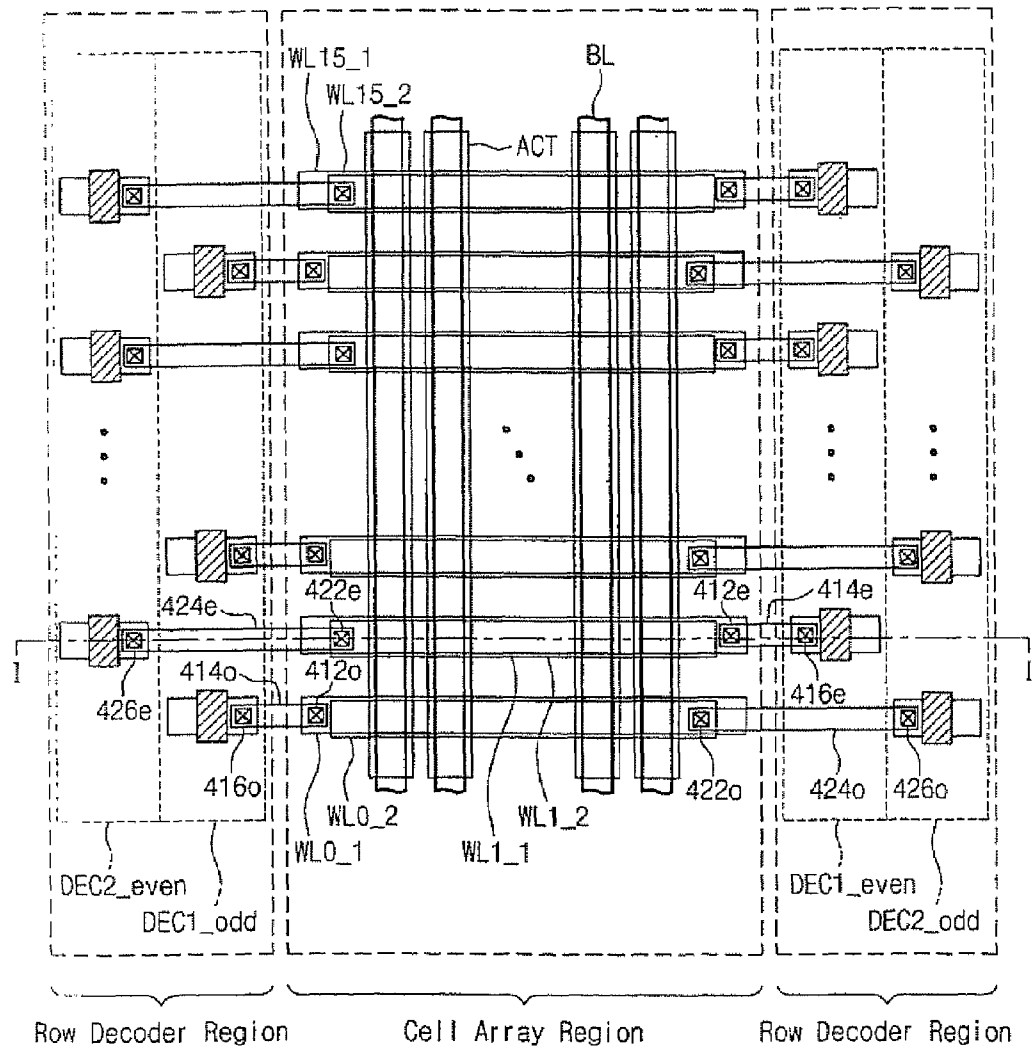 WL15_1
WL15_2
BL
ACT
424e
422e
412e
414e
I
I
414o
412o
426e
416e
416o
422o
424o
426o
WL0_2
WL1_2
WL0_1
WL1_1
DEC2_even
DEC1_odd
DEC1_even
DEC2_odd
Row Decoder Region
Cell Array Region
Row Decoder Region